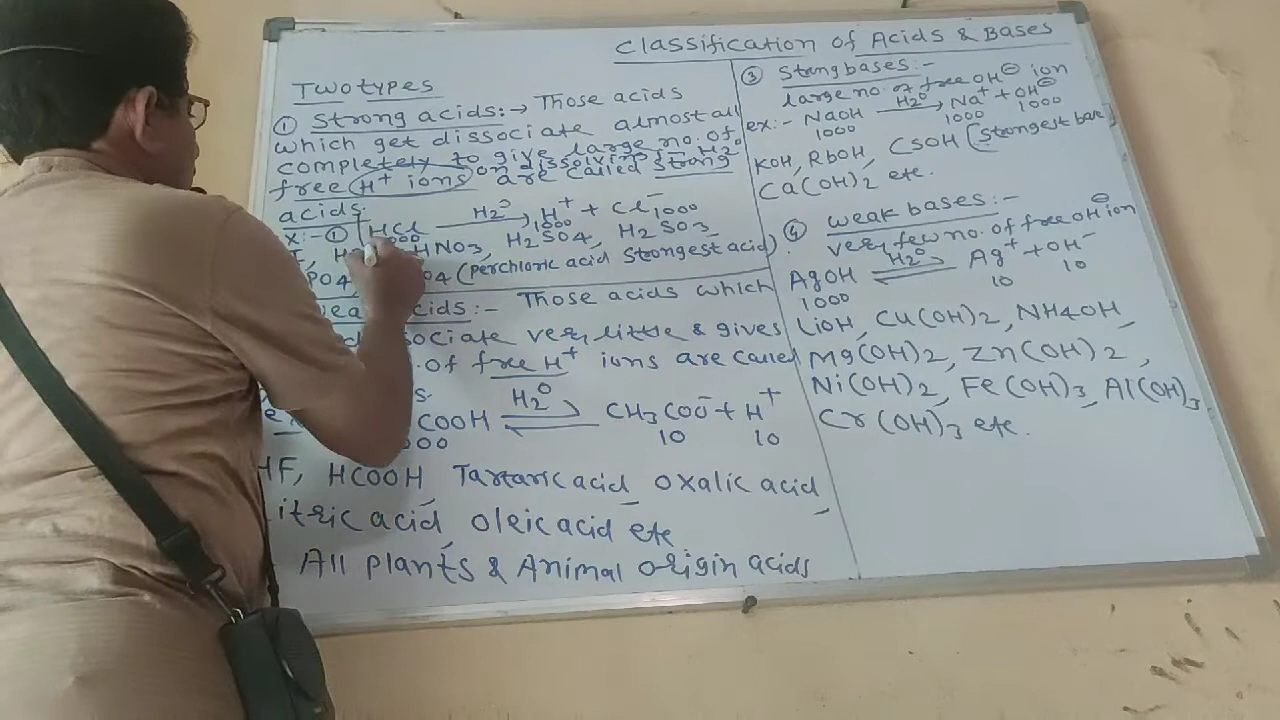 Classification of Acids & Bases
Two types
① Strong acids:→ Those acids
which get dissociate almost all
completely to give large no. of
on dissolving in H2O
free H+ ions are called strong
acids.
x:- ① HCl H2O → H+ + Cl-
1000 1000
HNO3, H2SO4, H2SO3,
PO4, O4 (perchloric acid strongest acid).
acids:- Those acids which
sociate very little & gives
of free H+ ions are called
ex
COOH H2O ⇌ CH3COO- + H+
000 10 10
HF, HCOOH, Tartaric acid, oxalic acid,
itric acid, oleic acid etc
All plants & Animal origin acids
③ Strong bases:-
large no. of free OH⊖ ion
ex:- NaOH H2O → Na+ + OH⊖
1000 1000 1000
KOH, RbOH, CsOH (strongest base
Ca(OH)2 etc.
④ weak bases:-
very few no. of free OH⊖ ion
AgOH H2O ⇌ Ag+ + OH-
1000 10 10
LiOH, Cu(OH)2, NH4OH,
Mg(OH)2, Zn(OH)2,
Ni(OH)2, Fe(OH)3, Al(OH)3,
Cr(OH)3 etc.